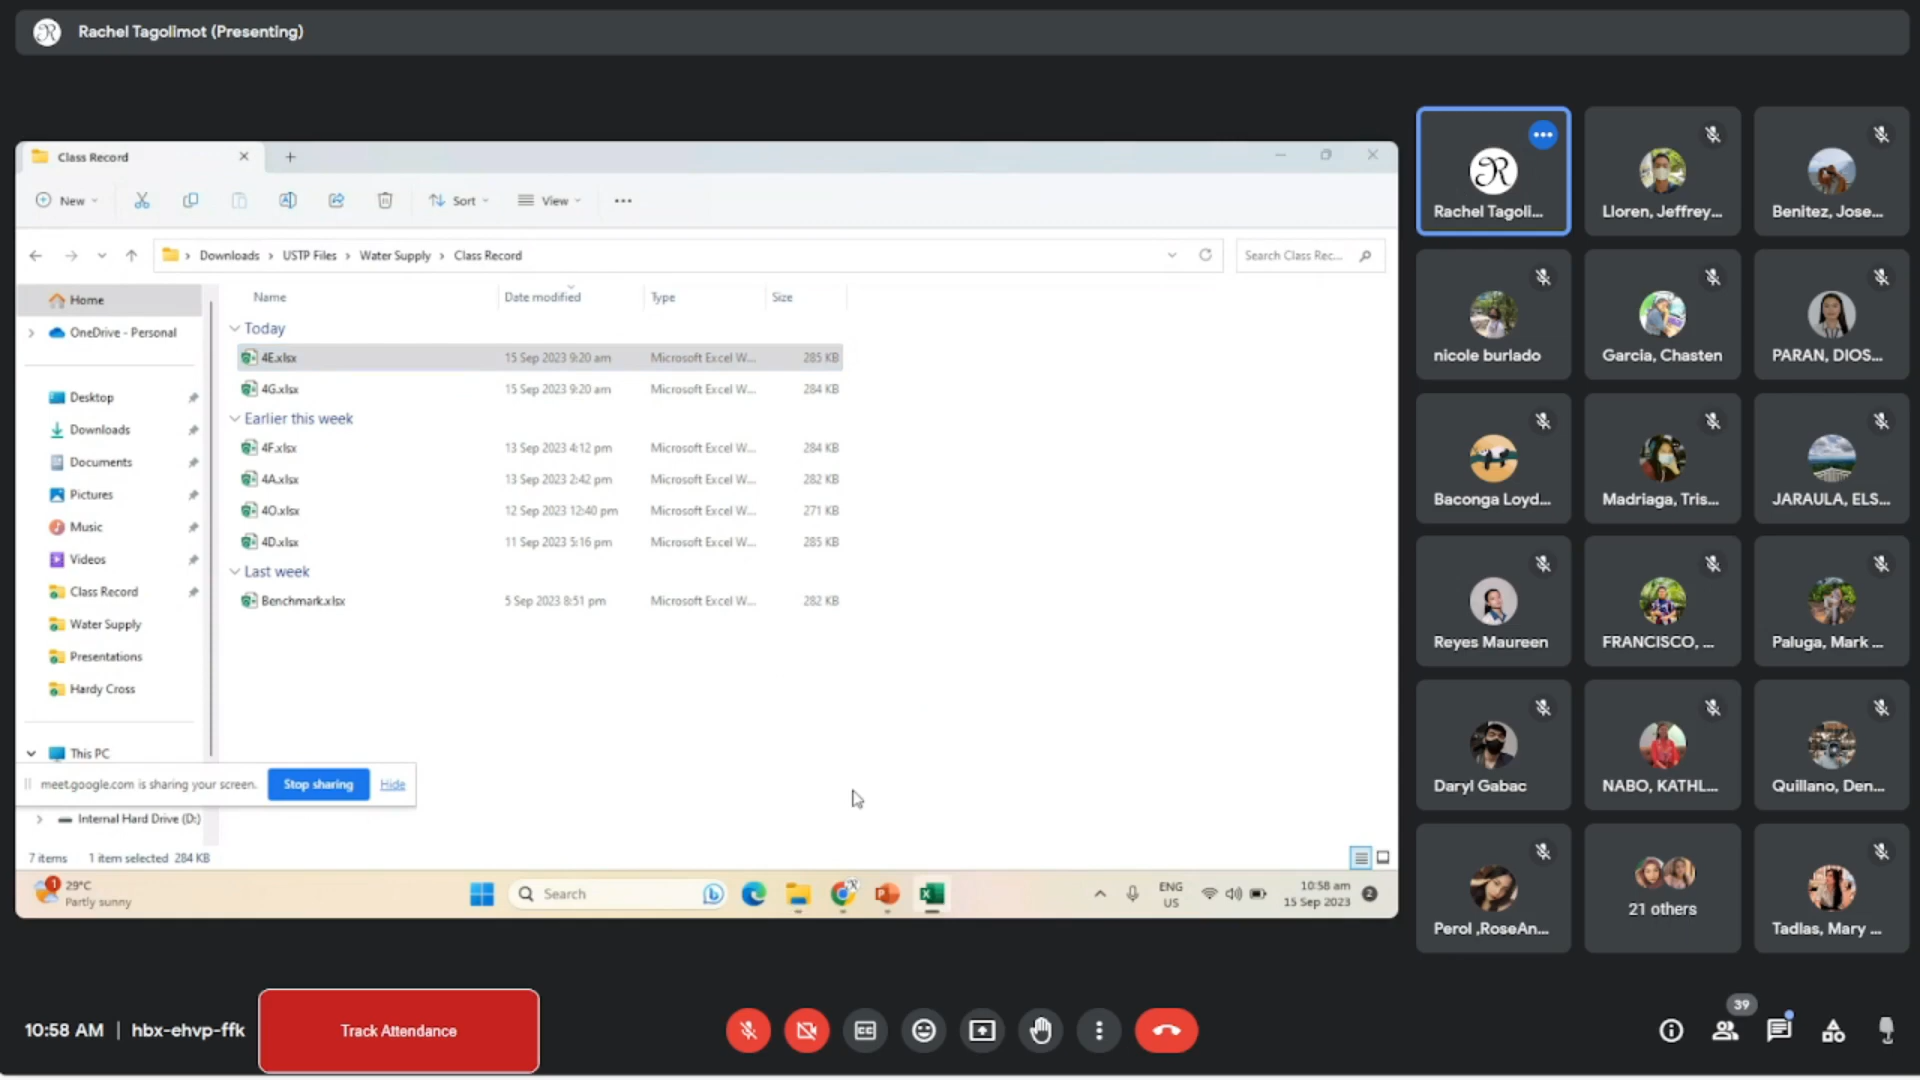 Rachel Tagolimot (Presenting)
Class Record
New
Sort
View
Downloads > USTP Files > Water Supply > Class Record
Search Class Rec...
Home
OneDrive - Personal
Desktop
Downloads
Documents
Pictures
Music
Videos
Class Record
Water Supply
Presentations
Hardy Cross
This PC
Internal Hard Drive (D:)
Name Date modified Type Size
Today
4E.xlsx 15 Sep 2023 9:20 am Microsoft Excel W... 285 KB
4G.xlsx 15 Sep 2023 9:20 am Microsoft Excel W... 284 KB
Earlier this week
4F.xlsx 13 Sep 2023 4:12 pm Microsoft Excel W... 284 KB
4A.xlsx 13 Sep 2023 2:42 pm Microsoft Excel W... 282 KB
4O.xlsx 12 Sep 2023 12:40 pm Microsoft Excel W... 271 KB
4D.xlsx 11 Sep 2023 5:16 pm Microsoft Excel W... 285 KB
Last week
Benchmark.xlsx 5 Sep 2023 8:51 pm Microsoft Excel W... 282 KB
meet.google.com is sharing your screen. Stop sharing Hide
7 items 1 item selected 284 KB
1
29°C
Partly sunny
Search
ENG
US
10:58 am
15 Sep 2023
2
R
Rachel Tagoli...
Lloren, Jeffrey...
Benitez, Jose...
nicole burlado
Garcia, Chasten
PARAN, DIOS...
Baconga Loyd...
Madriaga, Tris...
JARAULA, ELS...
Reyes Maureen
FRANCISCO, ...
Paluga, Mark ...
Daryl Gabac
NABO, KATHL...
Quillano, Den...
Perol ,RoseAn...
21 others
Tadlas, Mary ...
10:58 AM | hbx-ehvp-ffk
Track Attendance
39